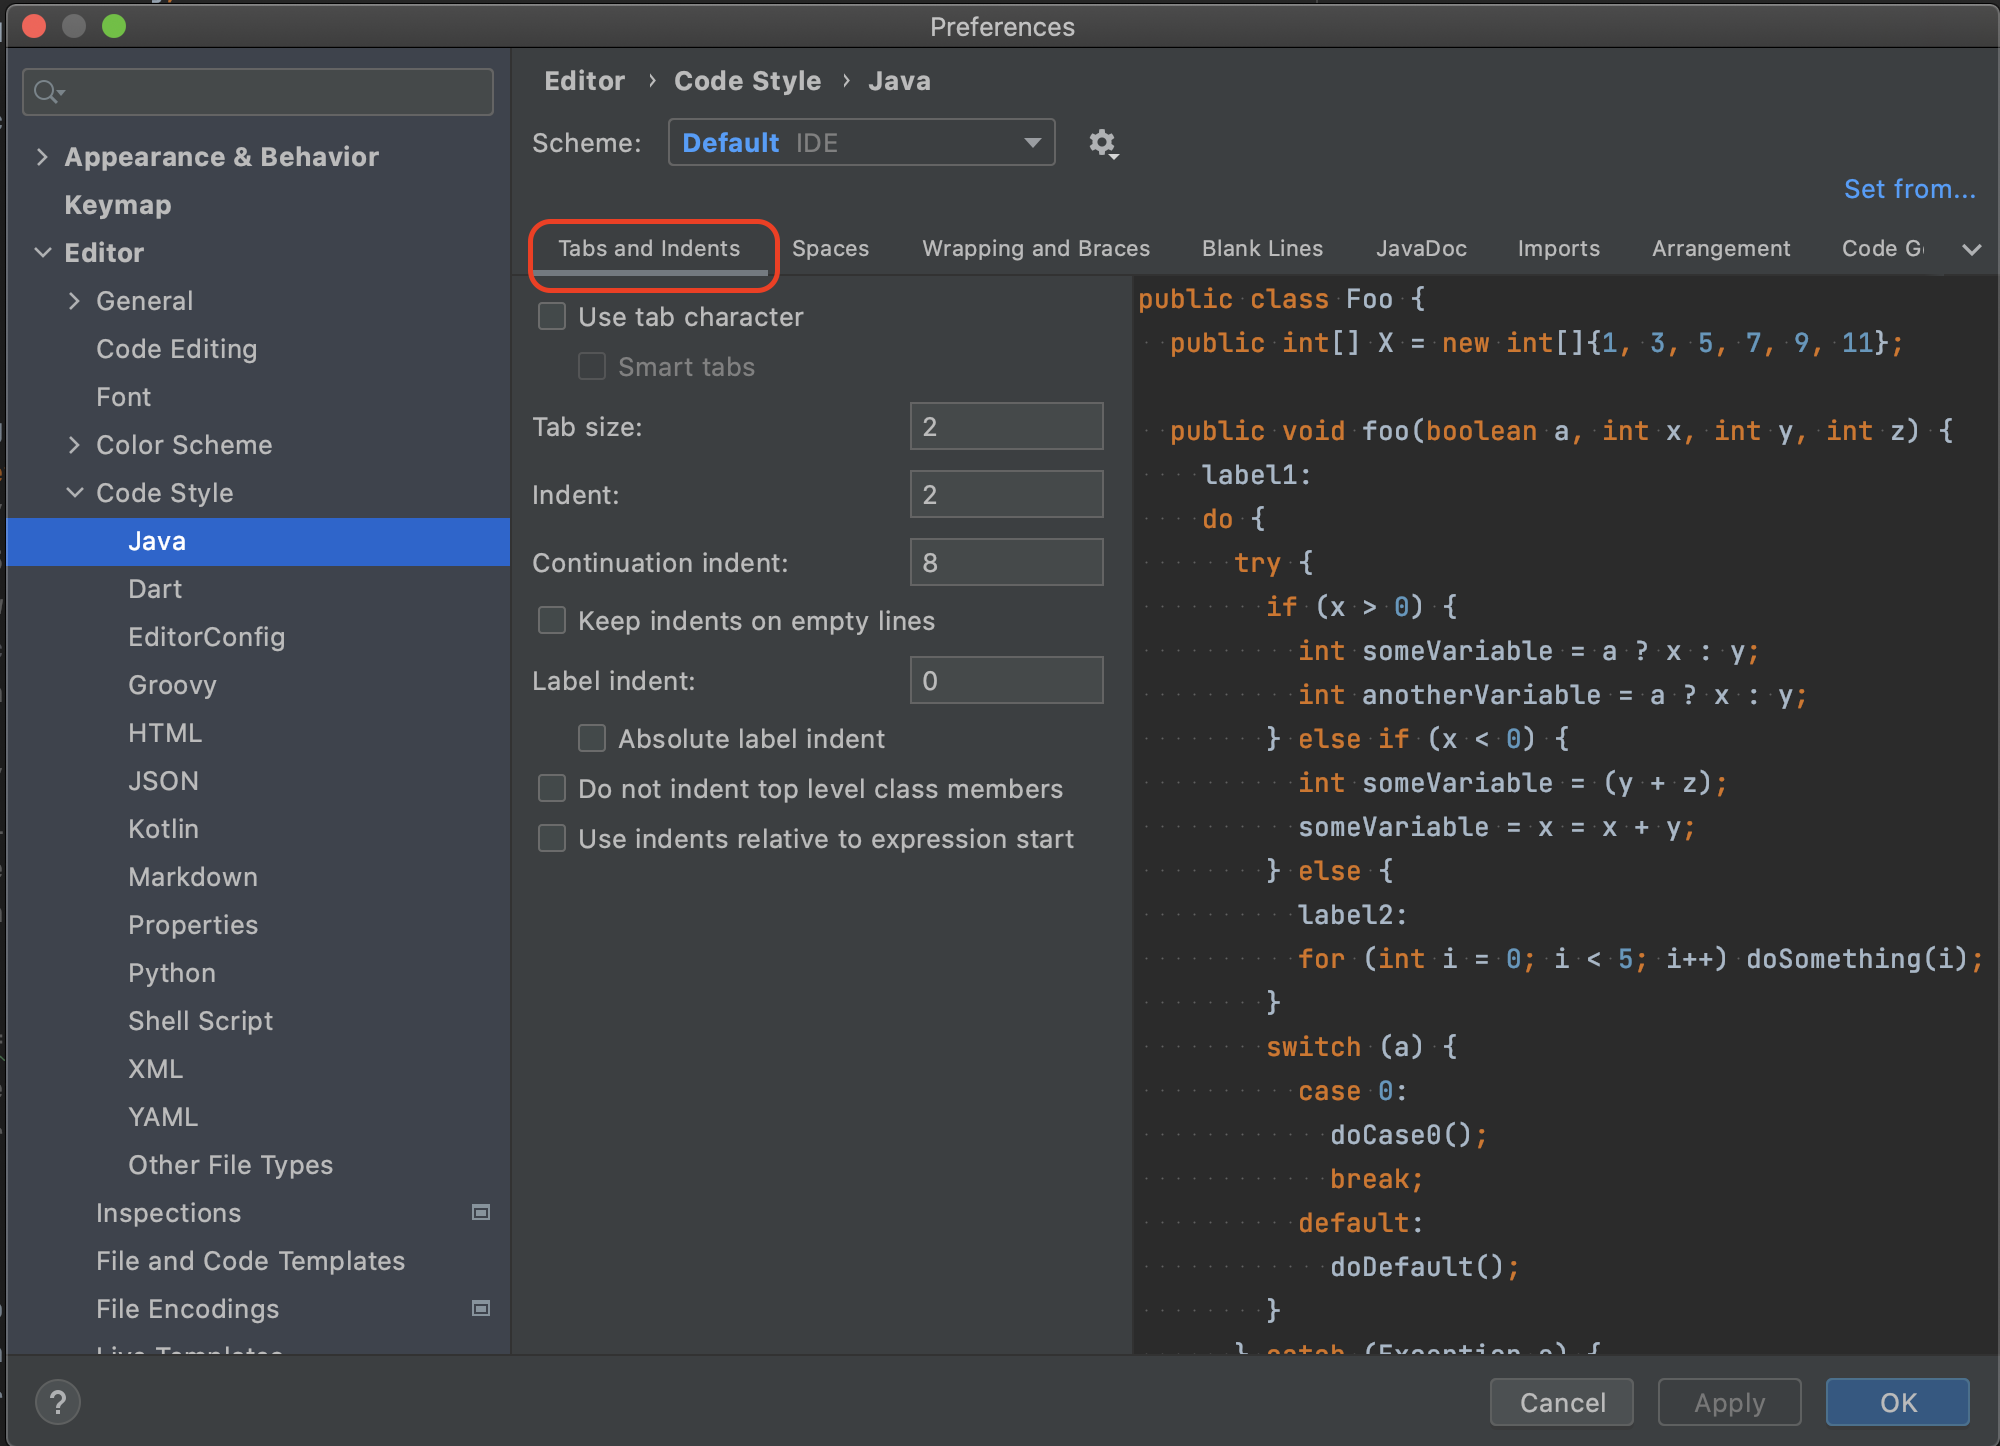 Preferences
Appearance & Behavior
Keymap
Editor
General
Code Editing
Font
Color Scheme
Code Style
Java
Dart
EditorConfig
Groovy
HTML
JSON
Kotlin
Markdown
Properties
Python
Shell Script
XML
YAML
Other File Types
Inspections
File and Code Templates
File Encodings
Live Templates
Editor › Code Style › Java
Scheme: Default IDE
Set from...
Tabs and Indents Spaces Wrapping and Braces Blank Lines JavaDoc Imports Arrangement Code G
Use tab character
Smart tabs
Tab size: 2
Indent: 2
Continuation indent: 8
Keep indents on empty lines
Label indent: 0
Absolute label indent
Do not indent top level class members
Use indents relative to expression start
public class Foo {
public int[] X = new int[]{1, 3, 5, 7, 9, 11};
public void foo(boolean a, int x, int y, int z) {
label1:
do {
try {
if (x > 0) {
int someVariable = a ? x : y;
int anotherVariable = a ? x : y;
} else if (x < 0) {
int someVariable = (y + z);
someVariable = x = x + y;
} else {
label2:
for (int i = 0; i < 5; i++) doSomething(i);
}
switch (a) {
case 0:
doCase0();
break;
default:
doDefault();
}
} catch (Exception e) {
? Cancel Apply OK